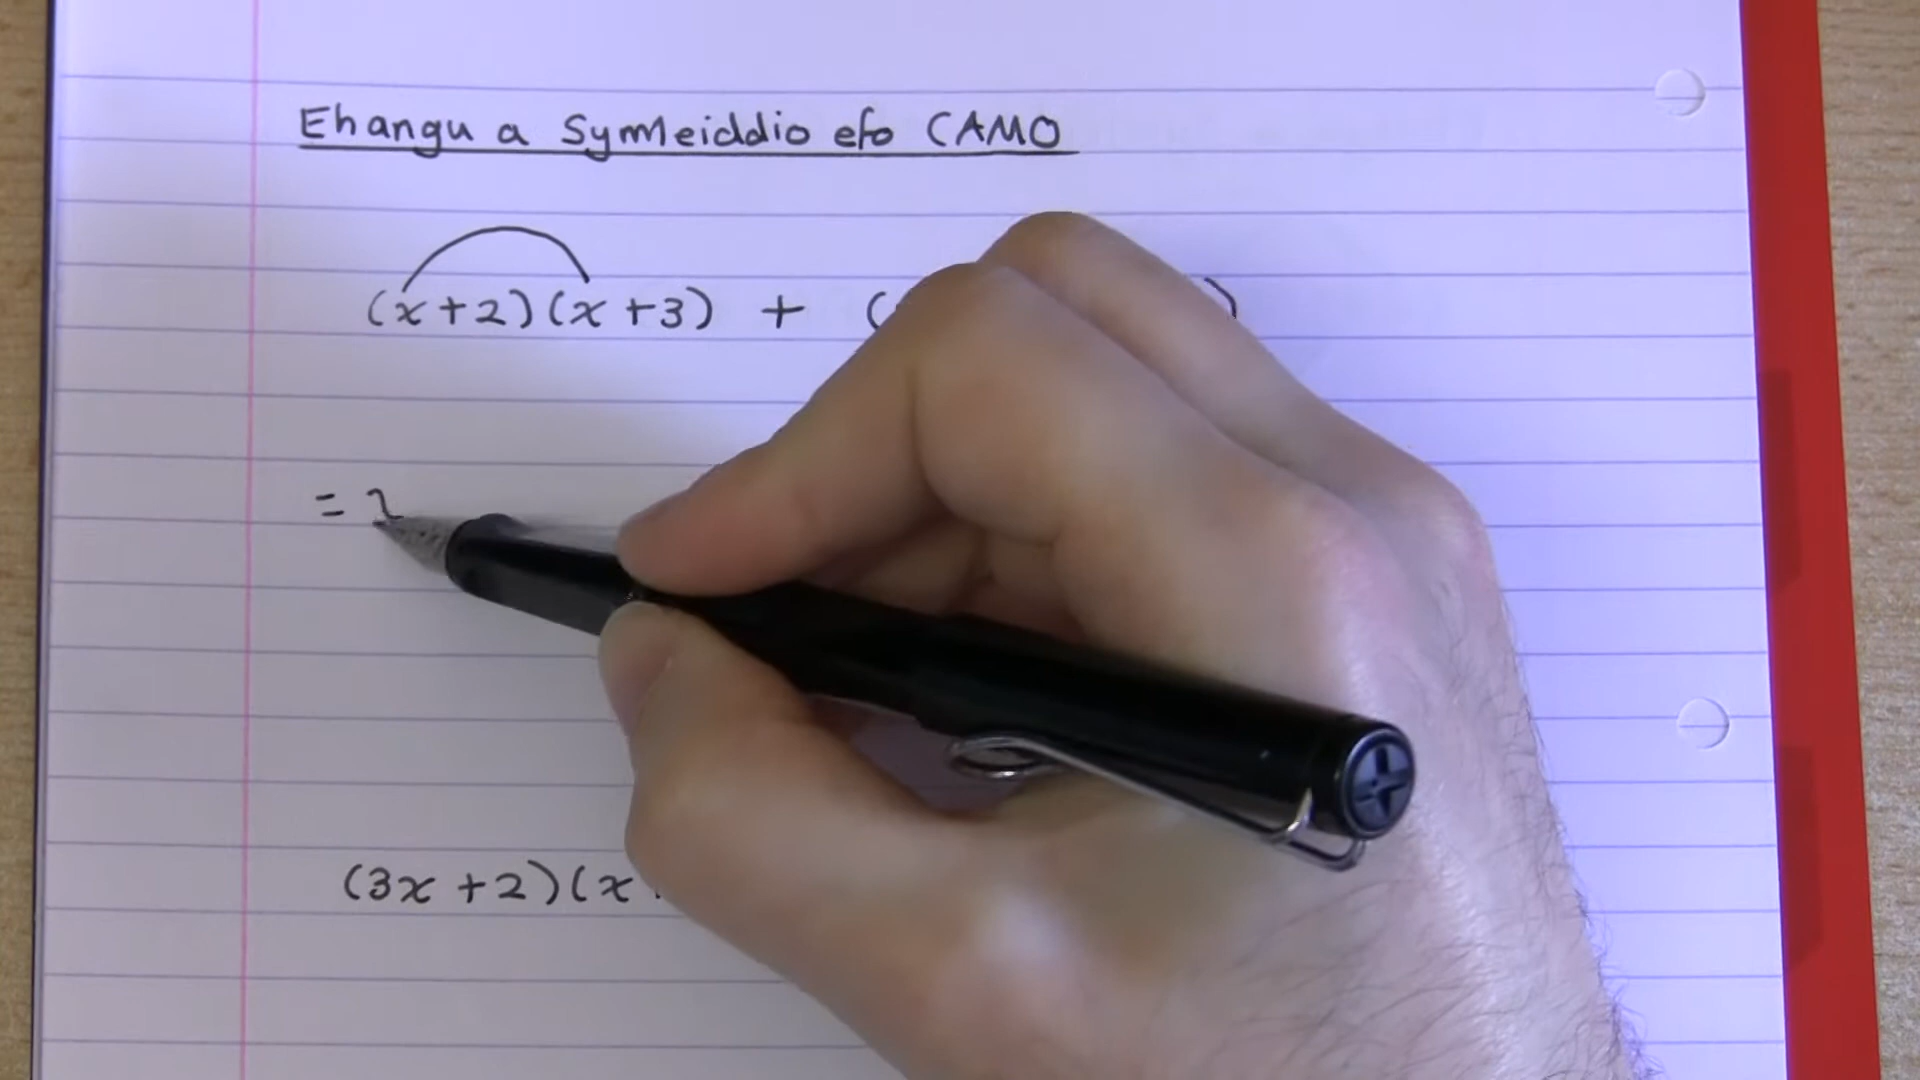 Ehangu a Symleiddio efo CAMO
(x+2)(x+3) + ( )
=
(3x+2)(x